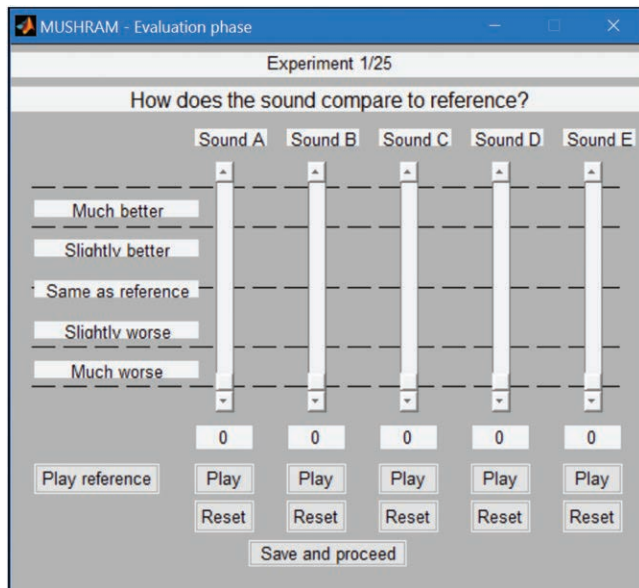 MUSHRAM - Evaluation phase
Experiment 1/25
How does the sound compare to reference?
Sound A Sound B Sound C Sound D Sound E
Much better
Slightly better
Same as reference
Slightly worse
Much worse
0 0 0 0 0
Play reference Play Play Play Play Play
Reset Reset Reset Reset Reset
Save and proceed